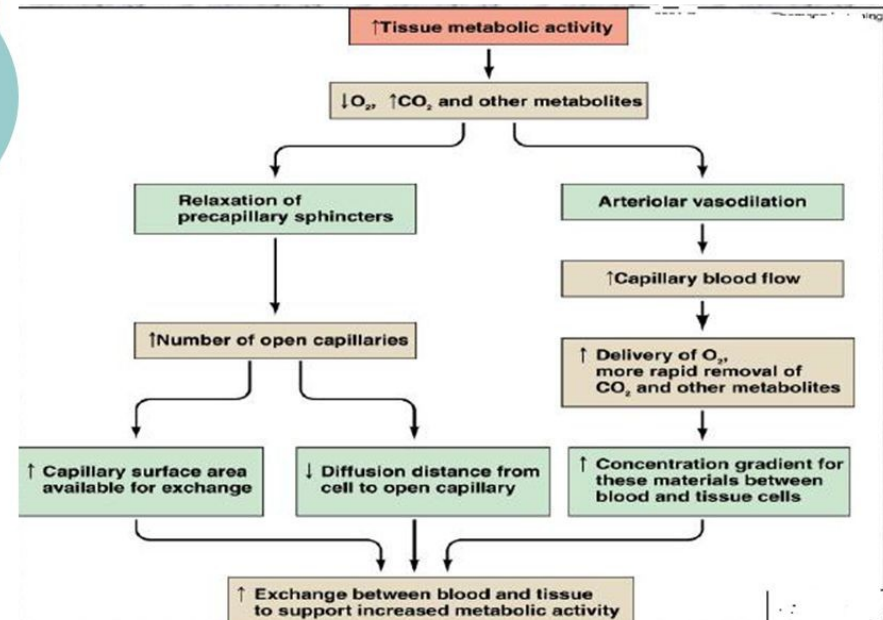 ↑Tissue metabolic activity
↓O₂, ↑CO₂ and other metabolites
Relaxation of
precapillary sphincters
Arteriolar vasodilation
↑Capillary blood flow
↑Number of open capillaries
↑ Delivery of O₂,
more rapid removal of
CO₂ and other metabolites
↑ Capillary surface area
available for exchange
↓ Diffusion distance from
cell to open capillary
↑ Concentration gradient for
these materials between
blood and tissue cells
↑ Exchange between blood and tissue
to support increased metabolic activity